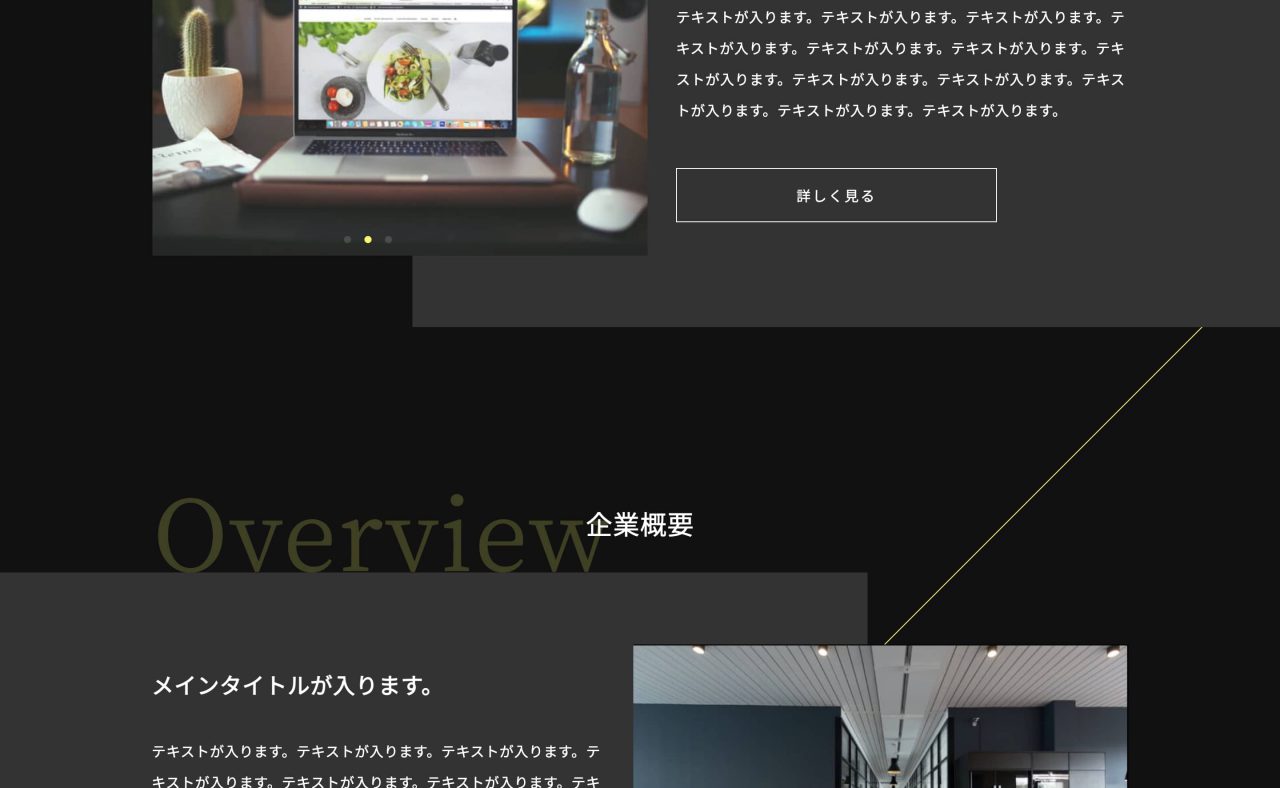 テキストが入ります。テキストが入ります。テキストが入ります。テ
キストが入ります。テキストが入ります。テキストが入ります。テキ
ストが入ります。テキストが入ります。テキストが入ります。テキス
トが入ります。テキストが入ります。テキストが入ります。
詳しく見る
Overview
企業概要
メインタイトルが入ります。
テキストが入ります。テキストが入ります。テキストが入ります。テ
キストが入ります。テキストが入ります。テキストが入ります。テキ